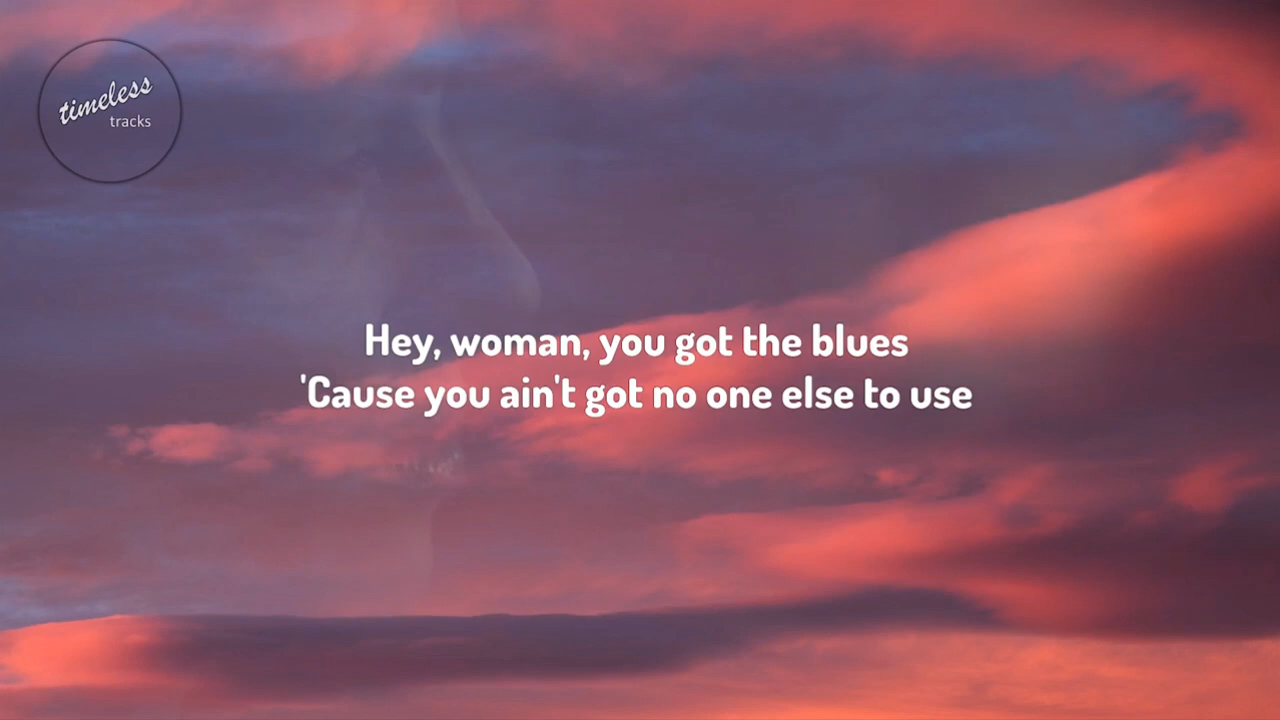 timeless
tracks
Hey, woman, you got the blues
'Cause you ain't got no one else to use